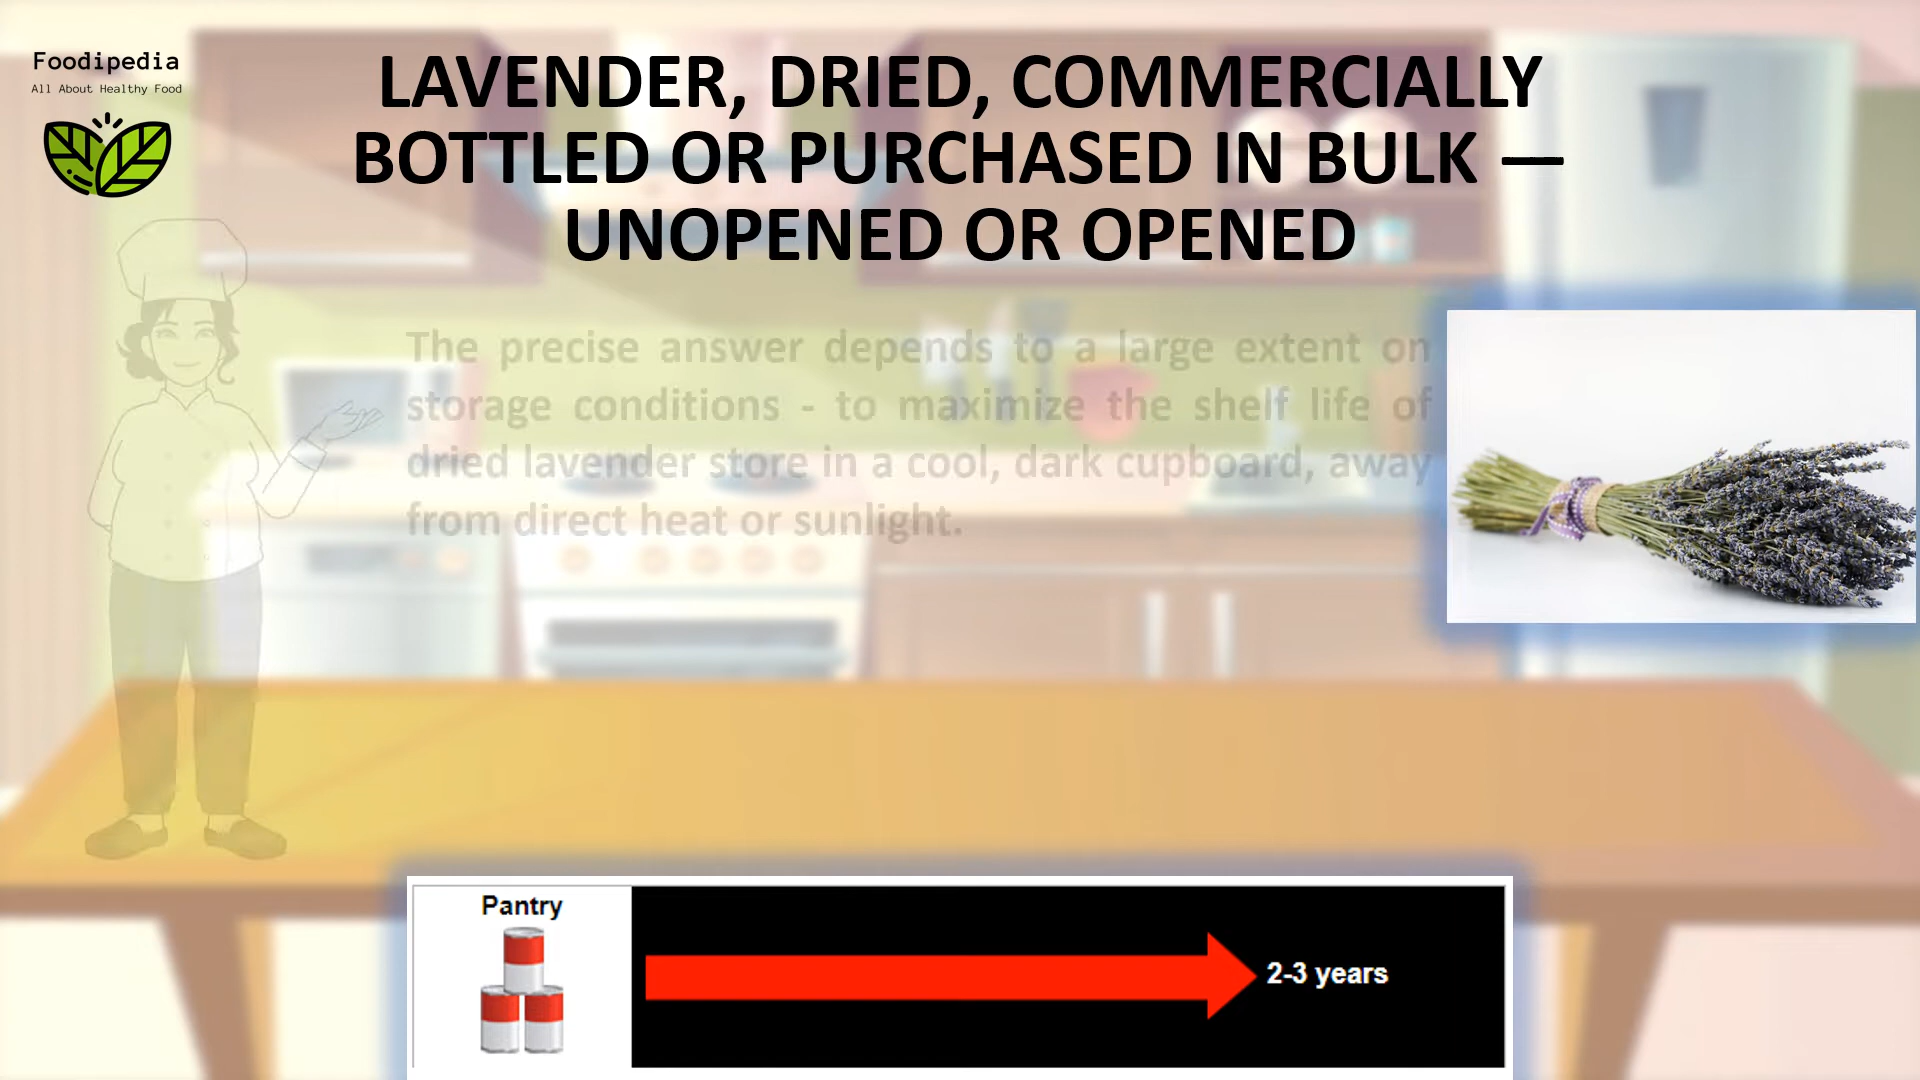 Foodipedia
All About Healthy Food
LAVENDER, DRIED, COMMERCIALLY
BOTTLED OR PURCHASED IN BULK —
UNOPENED OR OPENED
The precise answer depends to a large extent on
storage conditions - to maximize the shelf life of
dried lavender store in a cool, dark cupboard, away
from direct heat or sunlight.
Pantry
2-3 years